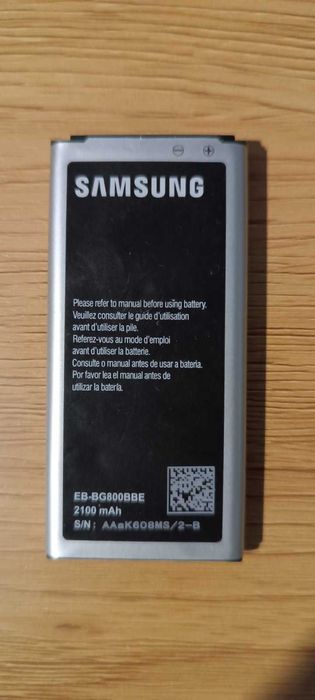 SAMSUNG
Please refer to manual before using battery.
Veuillez consulter le guide d'utilisation
avant d'utiliser la pile.
Referez-vous au mode d'emploi
avant d'utiliser la batterie.
Consulte o manual antes de usar a bateria.
Por favor lea el manual antes de
utilizar la batería.
EB-BG800BBE
2100 mAh
S/N: AAaK608MS/2-B